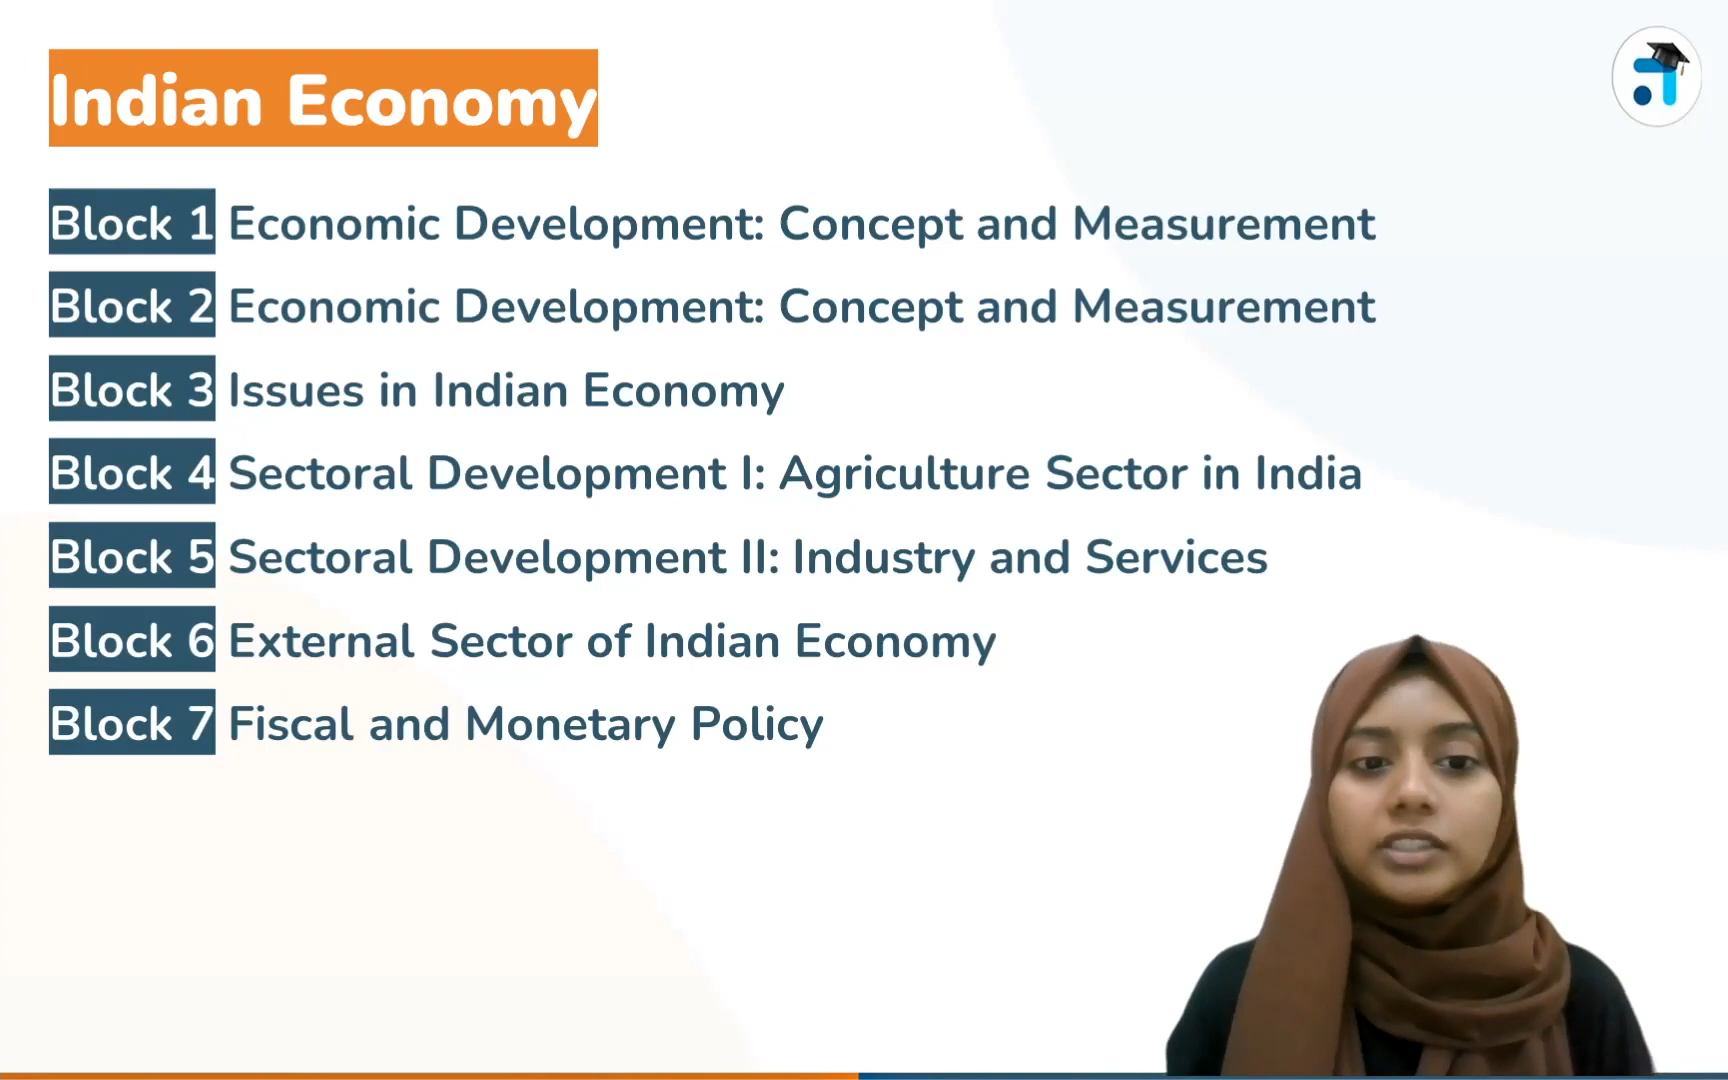 Indian Economy
Block 1 Economic Development: Concept and Measurement
Block 2 Economic Development: Concept and Measurement
Block 3 Issues in Indian Economy
Block 4 Sectoral Development I: Agriculture Sector in India
Block 5 Sectoral Development II: Industry and Services
Block 6 External Sector of Indian Economy
Block 7 Fiscal and Monetary Policy